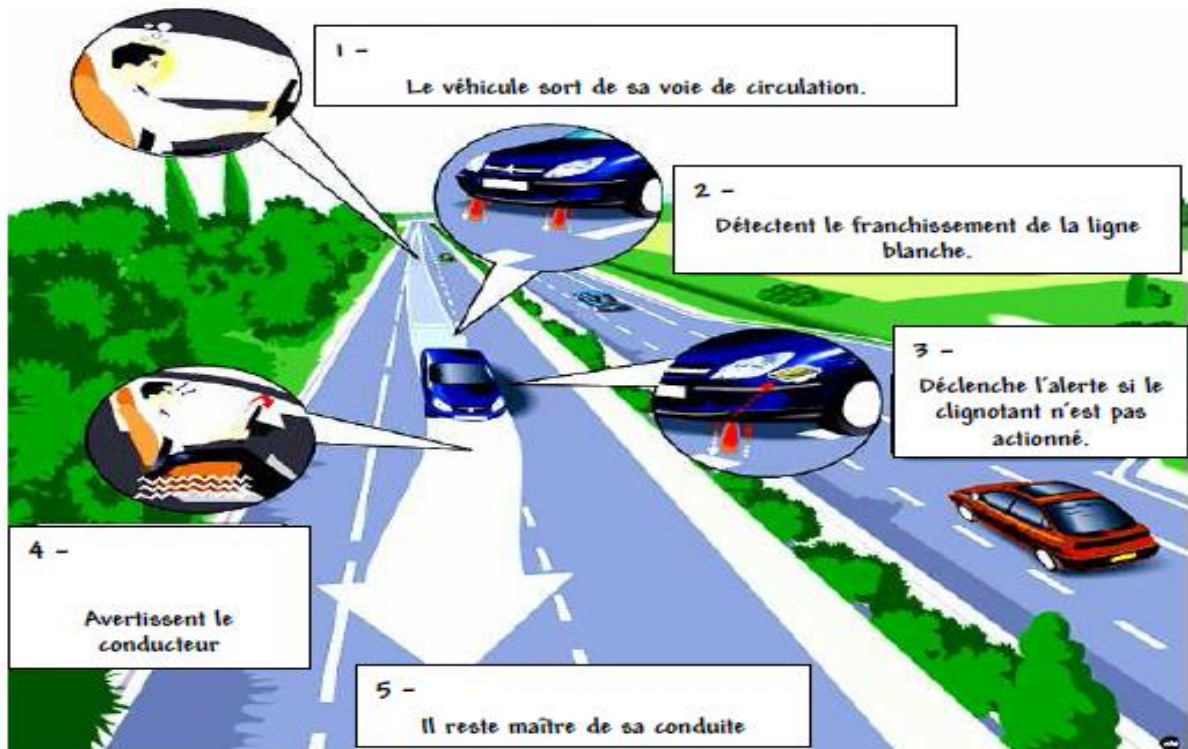 1 -
Le véhicule sort de sa voie de circulation.
2 -
Détectent le franchissement de la ligne
blanche.
3 -
Déclenche l'alerte si le
clignotant n'est pas
actionné.
4 -
Avertissent le
conducteur
5 -
Il reste maître de sa conduite